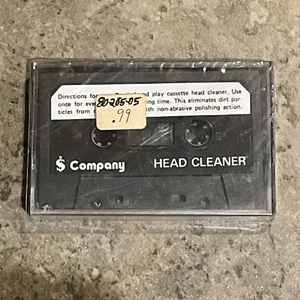 Directions for and play cassette head cleaner. Use
once for eve ing time. This eliminates dirt par-
ticles from th non-abrasive polishing action.
80-205-05
.99
$ Company
HEAD CLEANER